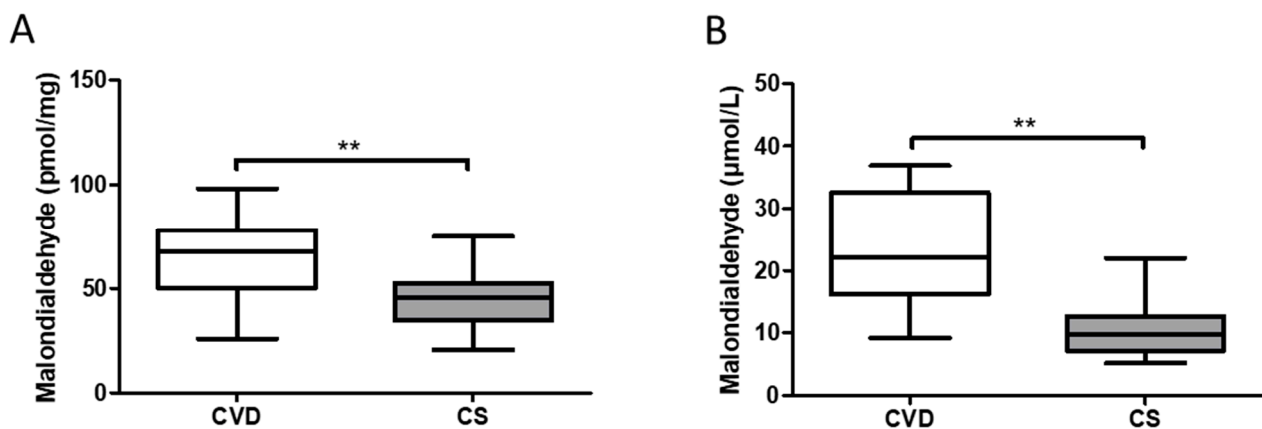 A
Malondialdehyde (pmol/mg)
150
100
50
0
**
CVD
CS
B
Malondialdehyde (µmol/L)
50
40
30
20
10
0
**
CVD
CS